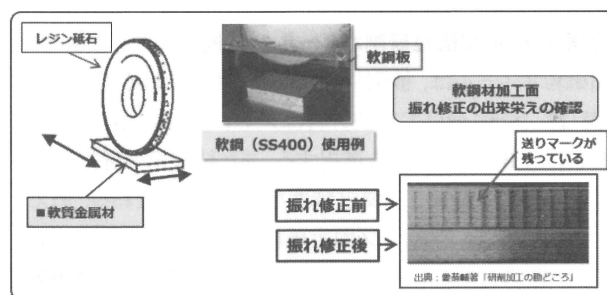 レジン砥石
軟鋼板
軟鋼(SS400)使用例
■軟質金属材
軟鋼材加工面
振れ修正の出来栄えの確認
送りマークが
残っている
振れ修正前
振れ修正後
出典:
著「研削加工の勘どころ」